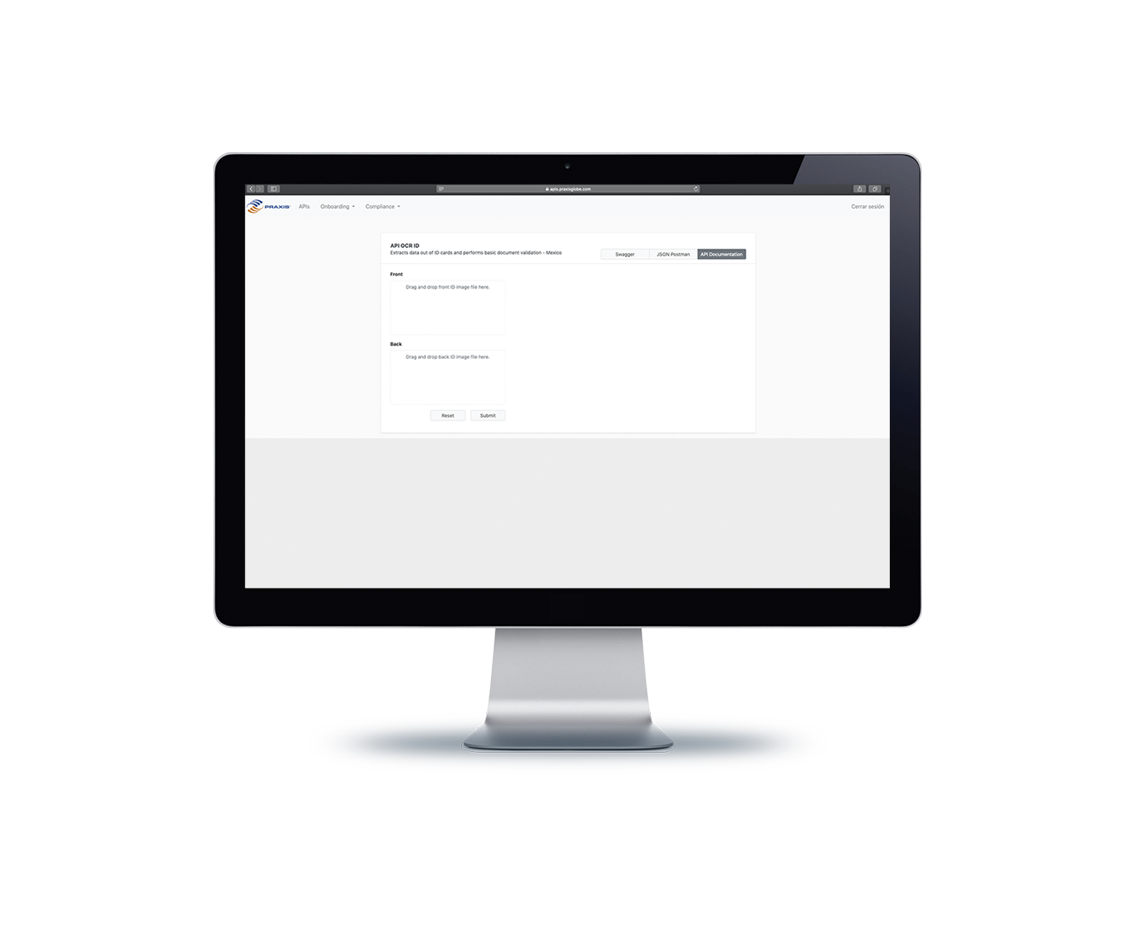 apis.praxisglobe.com
PRAXIS APIs Onboarding Compliance Cerrar sesión
API OCR ID
Extracts data out of ID cards and performs basic document validation - Mexico
Swagger JSON Postman API Documentation
Front
Drag and drop front ID image file here.
Back
Drag and drop back ID image file here.
Reset Submit